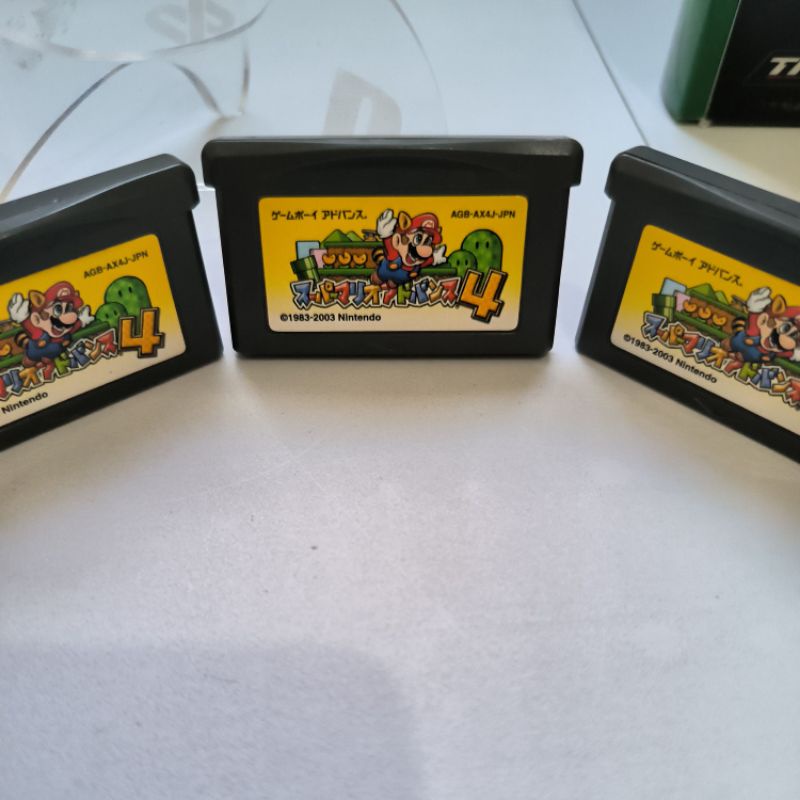 AGB-AX4J-JPN
4
Nintendo
ゲームボーイ アドバンス
AGB-AX4J-JPN
スーパーマリオアドバンス4
©1983-2003 Nintendo
ゲームボーイ アドバンス
スーパーマリオアドバンス
©1983-2003 Nintendo